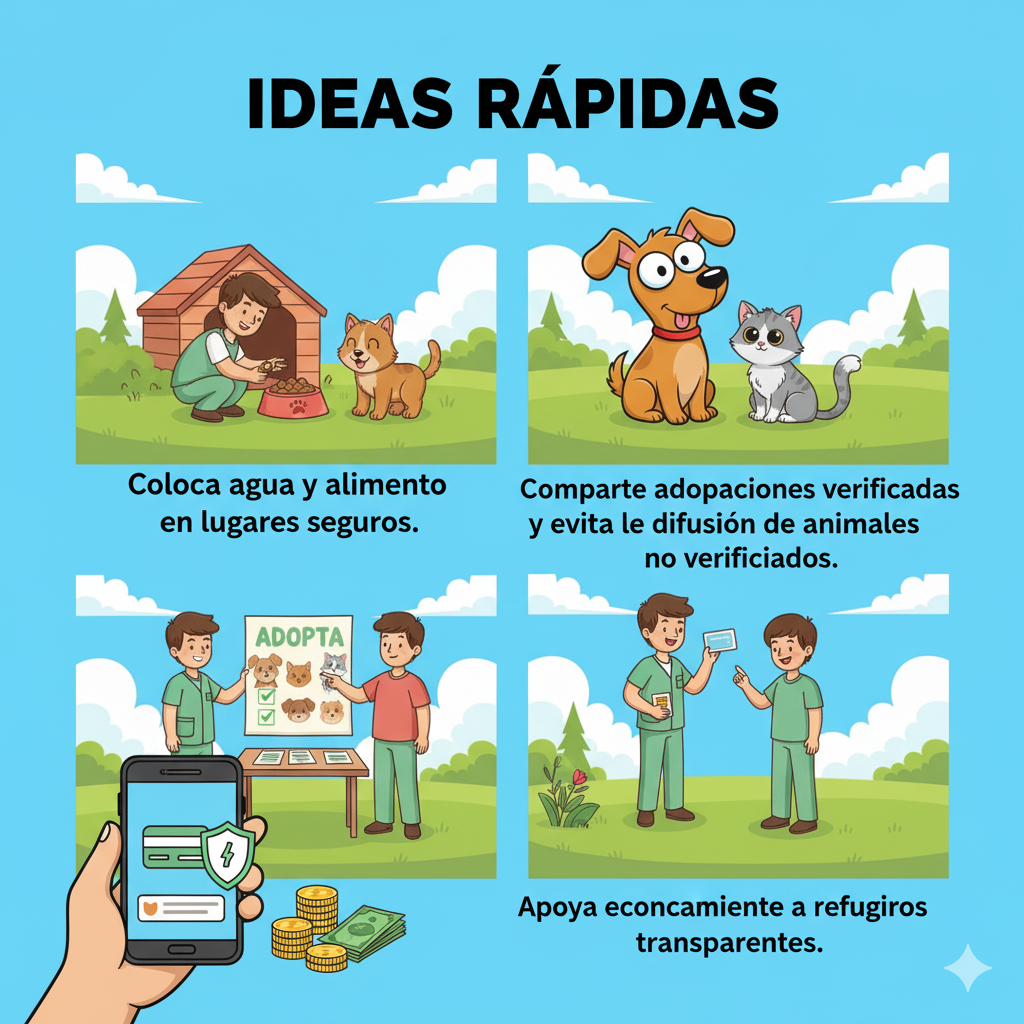 IDEAS RÁPIDAS
Coloca agua y alimento
en lugares seguros.
Comparte adopaciones verificadas
y evita le difusión de animales
no verificiados.
ADOPTA
Apoya econcamiente a refugiros
transparentes.